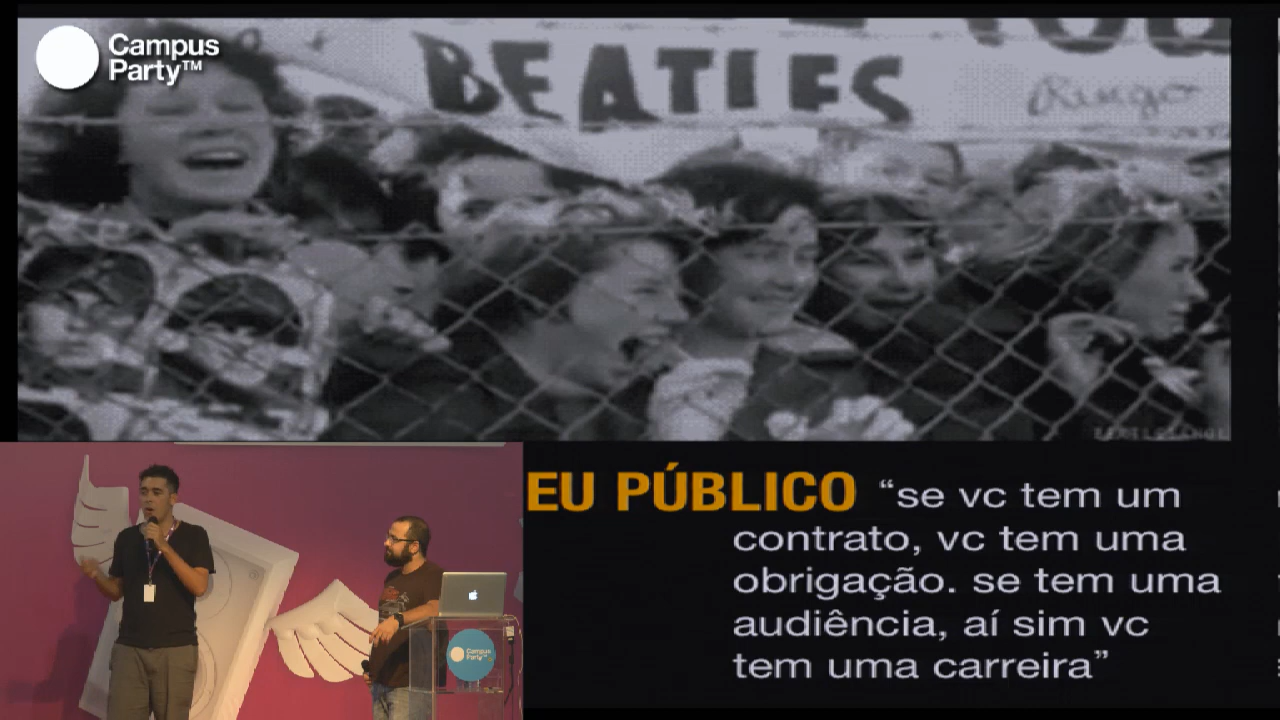 Campus
Party™
BEATLES
Ringo
EU PÚBLICO “se vc tem um
contrato, vc tem uma
obrigação. se tem uma
audiência, aí sim vc
tem uma carreira”
Campus
Party